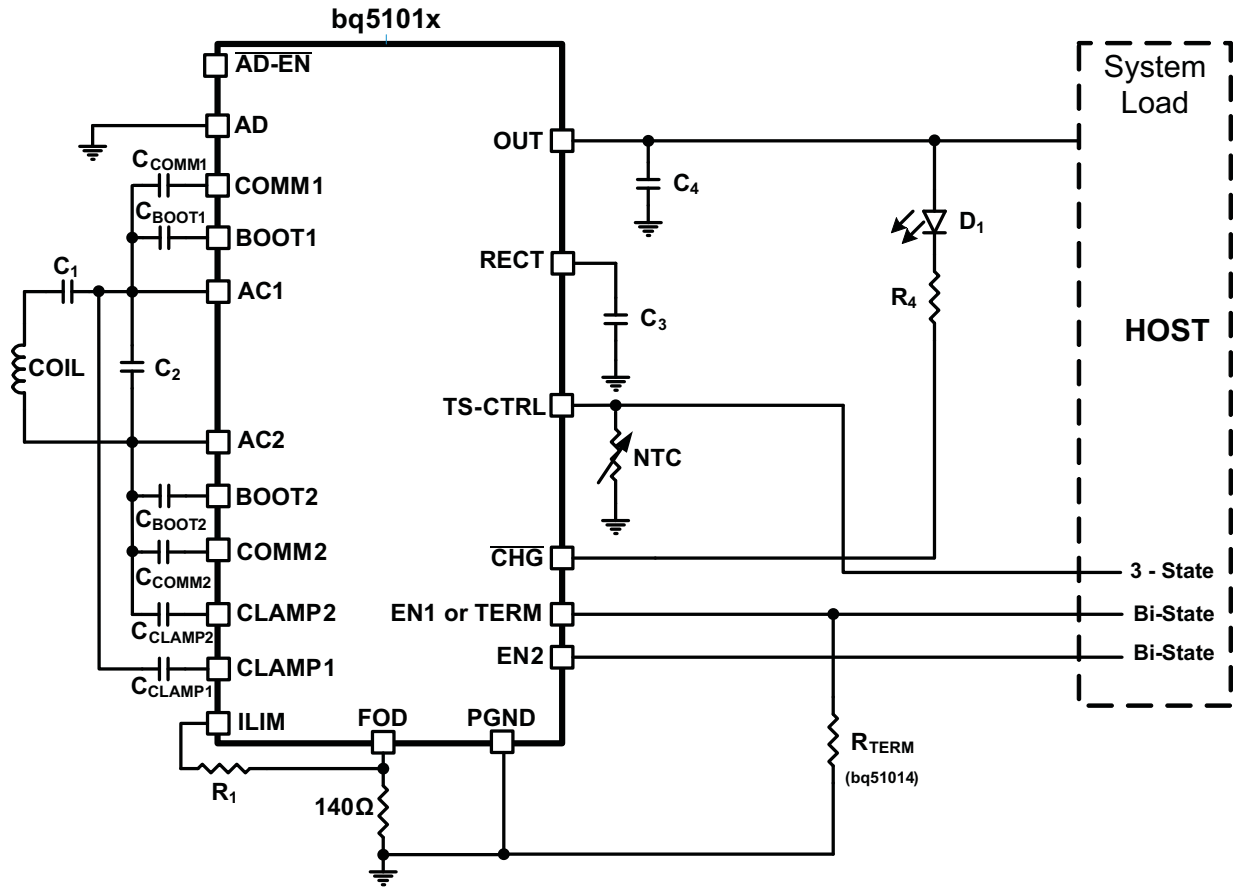 bq5101x
AD-EN
System
Load
AD
OUT
C_COMM1
C4
COMM1
C_BOOT1
D1
BOOT1
RECT
C1
AC1
R4
C3
HOST
COIL
C2
TS-CTRL
AC2
NTC
BOOT2
C_BOOT2
CHG
COMM2
3 - State
C_COMM2
CLAMP2
EN1 or TERM
Bi-State
C_CLAMP2
EN2
Bi-State
CLAMP1
C_CLAMP1
ILIM
FOD
PGND
R_TERM
(bq51014)
R1
140Ω